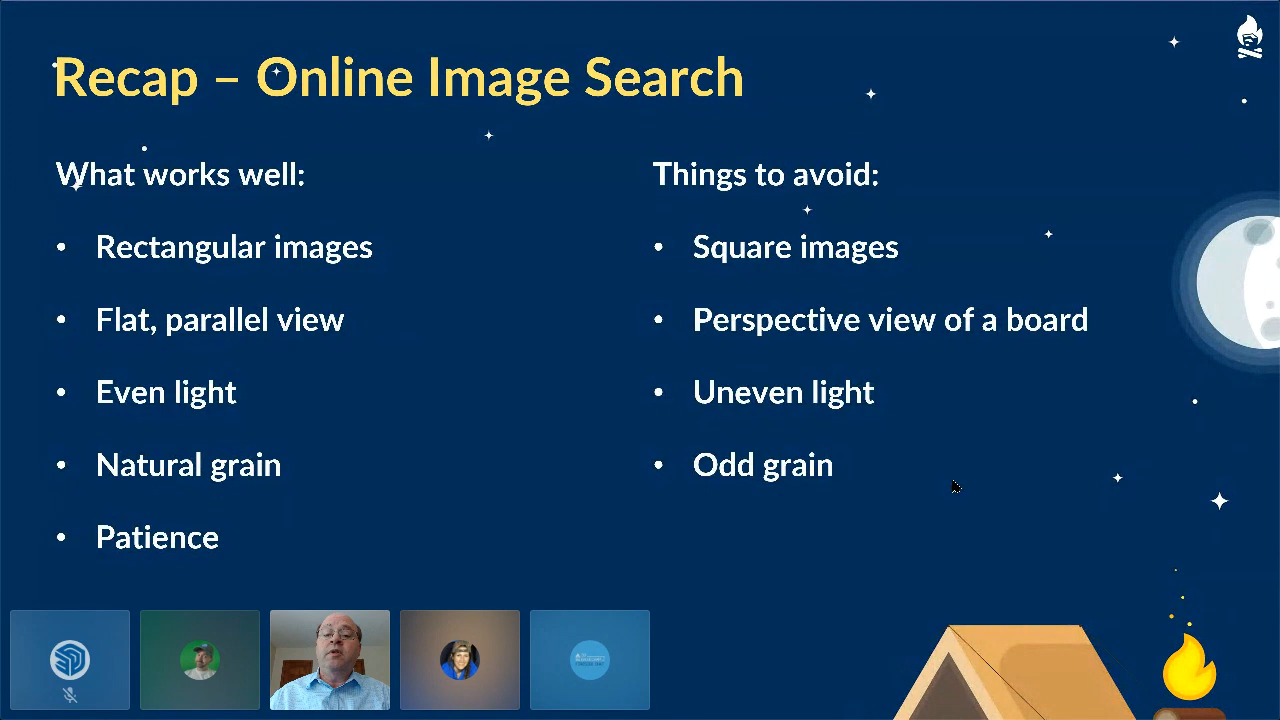 Recap – Online Image Search
What works well:
• Rectangular images
• Flat, parallel view
• Even light
• Natural grain
• Patience
Things to avoid:
• Square images
• Perspective view of a board
• Uneven light
• Odd grain